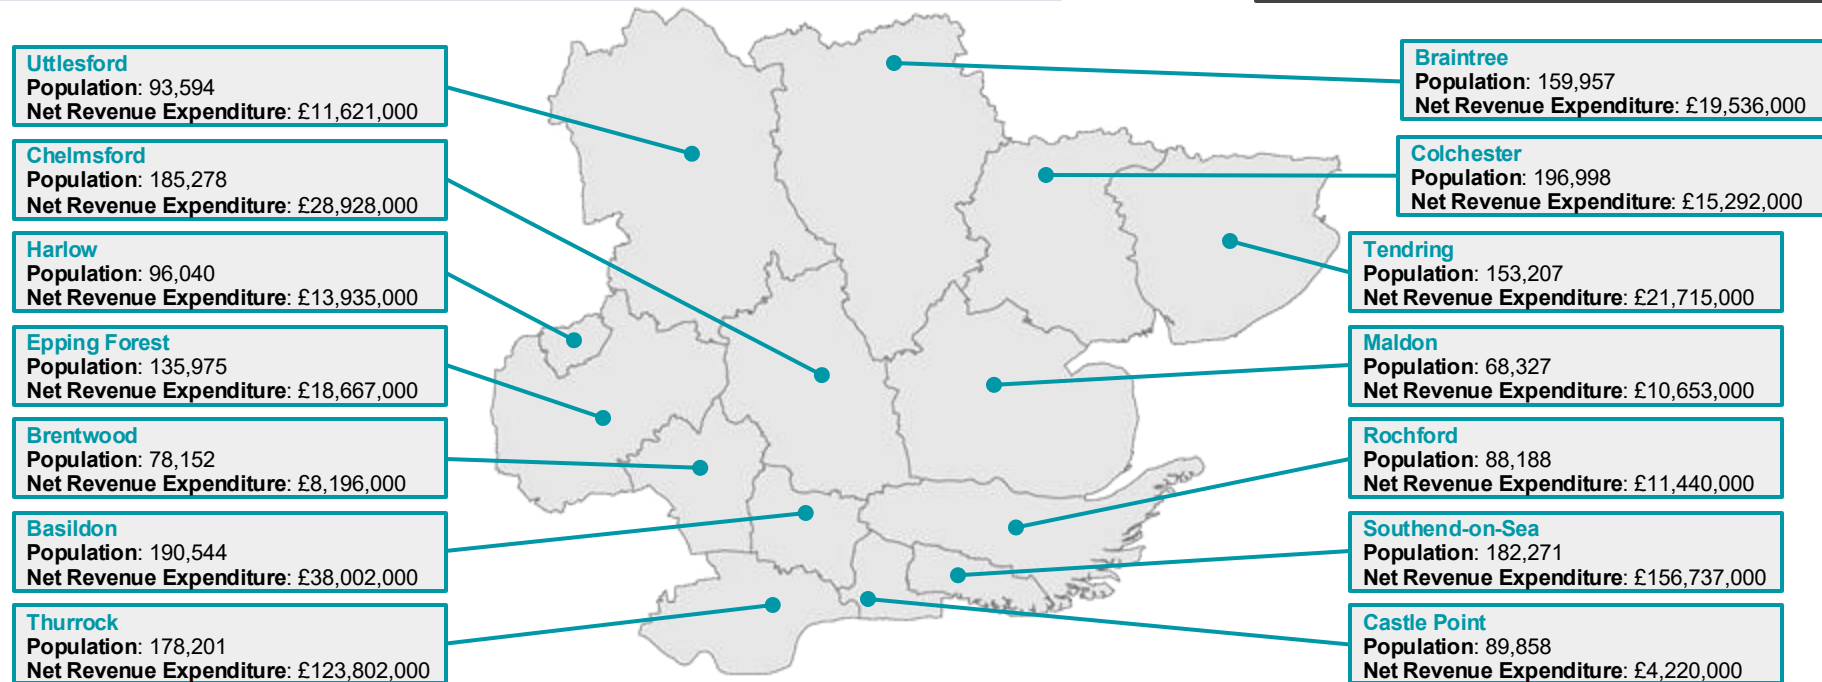 Uttlesford
Population: 93,594
Net Revenue Expenditure: £11,621,000
Chelmsford
Population: 185,278
Net Revenue Expenditure: £28,928,000
Harlow
Population: 96,040
Net Revenue Expenditure: £13,935,000
Epping Forest
Population: 135,975
Net Revenue Expenditure: £18,667,000
Brentwood
Population: 78,152
Net Revenue Expenditure: £8,196,000
Basildon
Population: 190,544
Net Revenue Expenditure: £38,002,000
Thurrock
Population: 178,201
Net Revenue Expenditure: £123,802,000
Braintree
Population: 159,957
Net Revenue Expenditure: £19,536,000
Colchester
Population: 196,998
Net Revenue Expenditure: £15,292,000
Tendring
Population: 153,207
Net Revenue Expenditure: £21,715,000
Maldon
Population: 68,327
Net Revenue Expenditure: £10,653,000
Rochford
Population: 88,188
Net Revenue Expenditure: £11,440,000
Southend-on-Sea
Population: 182,271
Net Revenue Expenditure: £156,737,000
Castle Point
Population: 89,858
Net Revenue Expenditure: £4,220,000